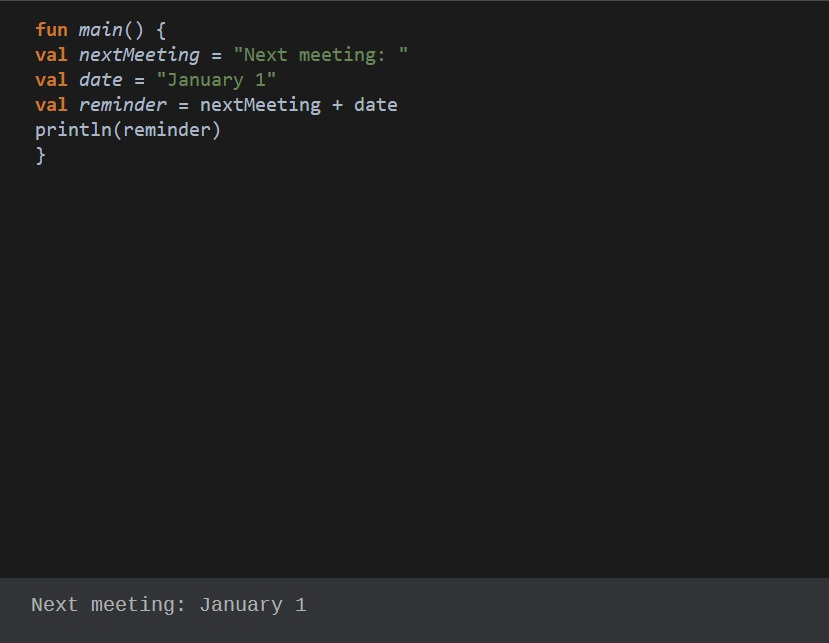 fun main() {
val nextMeeting = "Next meeting: "
val date = "January 1"
val reminder = nextMeeting + date
println(reminder)
}
Next meeting: January 1